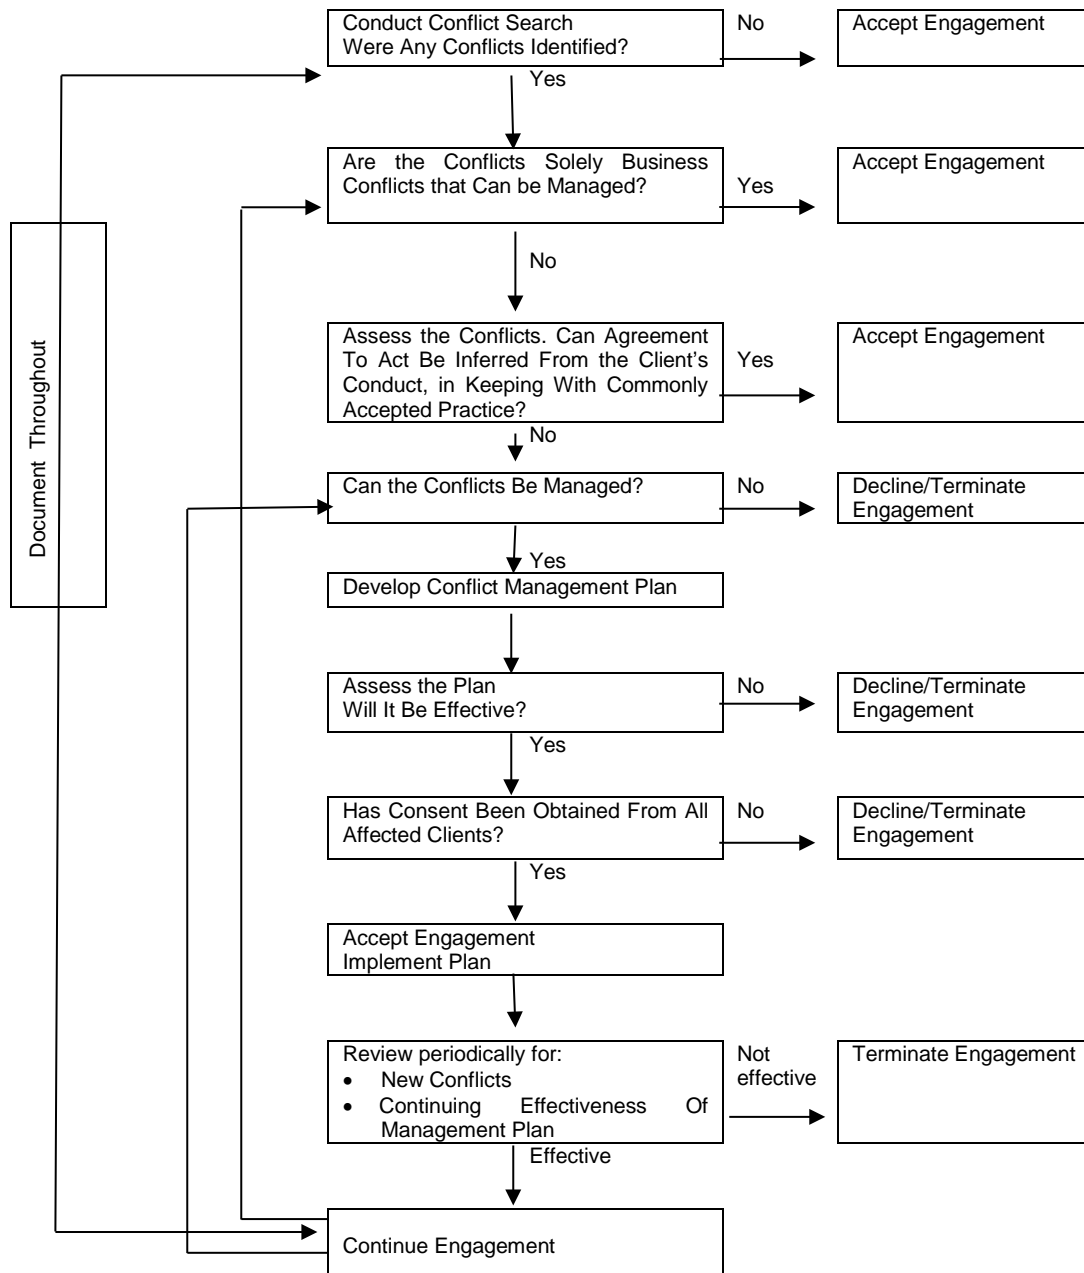 Conduct Conflict Search
Were Any Conflicts Identified?
No
Accept Engagement
Yes
Are the Conflicts Solely Business
Conflicts that Can be Managed?
Yes
Accept Engagement
No
Document Throughout
Assess the Conflicts. Can Agreement
To Act Be Inferred From the Client’s
Conduct, in Keeping With Commonly
Accepted Practice?
Yes
Accept Engagement
No
Can the Conflicts Be Managed?
No
Decline/Terminate
Engagement
Yes
Develop Conflict Management Plan
Assess the Plan
Will It Be Effective?
No
Decline/Terminate
Engagement
Yes
Has Consent Been Obtained From All
Affected Clients?
No
Decline/Terminate
Engagement
Yes
Accept Engagement
Implement Plan
Review periodically for:
• New Conflicts
• Continuing Effectiveness Of
Management Plan
Not
effective
Terminate Engagement
Effective
Continue Engagement